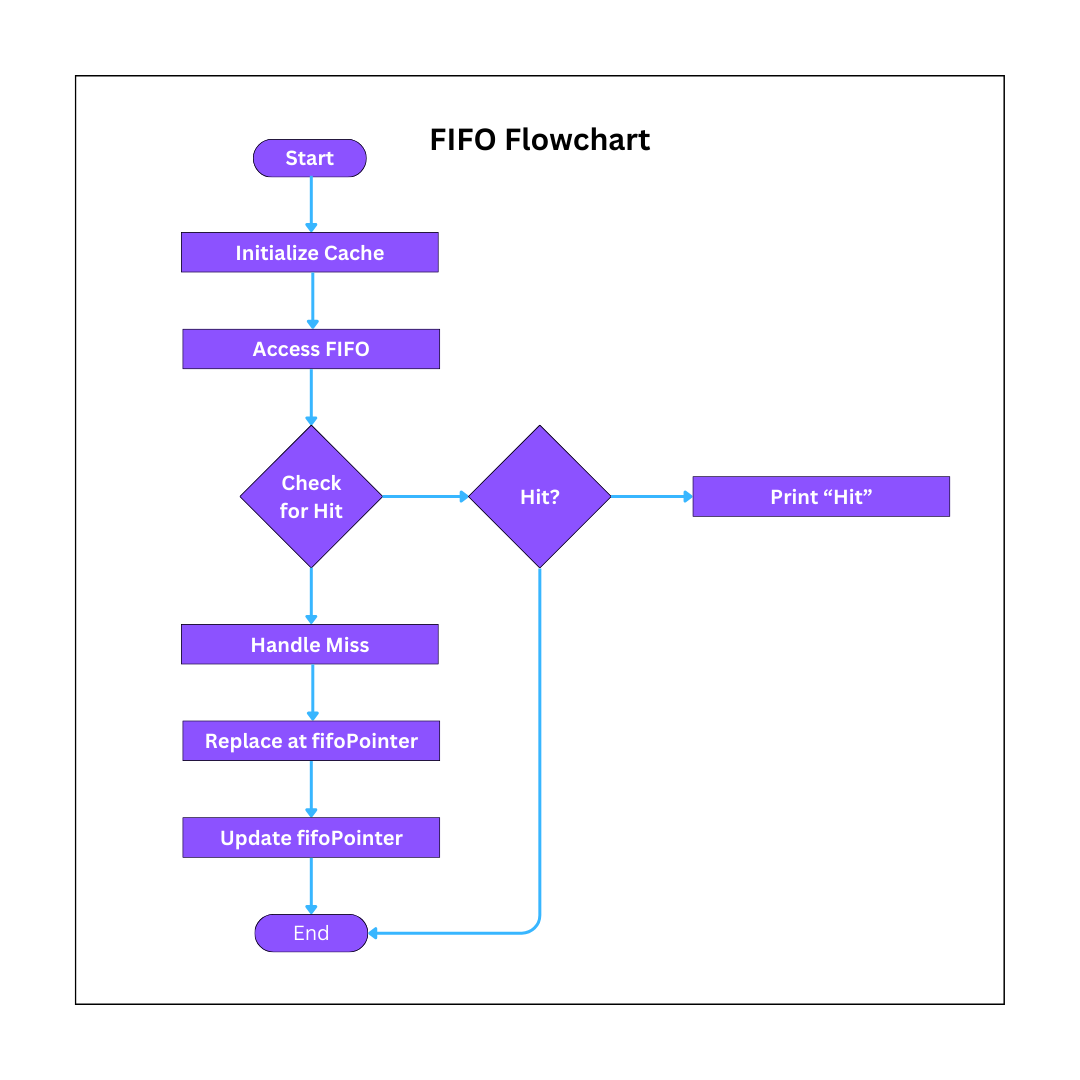 FIFO Flowchart
Start
Initialize Cache
Access FIFO
Check
for Hit
Hit?
Print “Hit”
Handle Miss
Replace at fifoPointer
Update fifoPointer
End